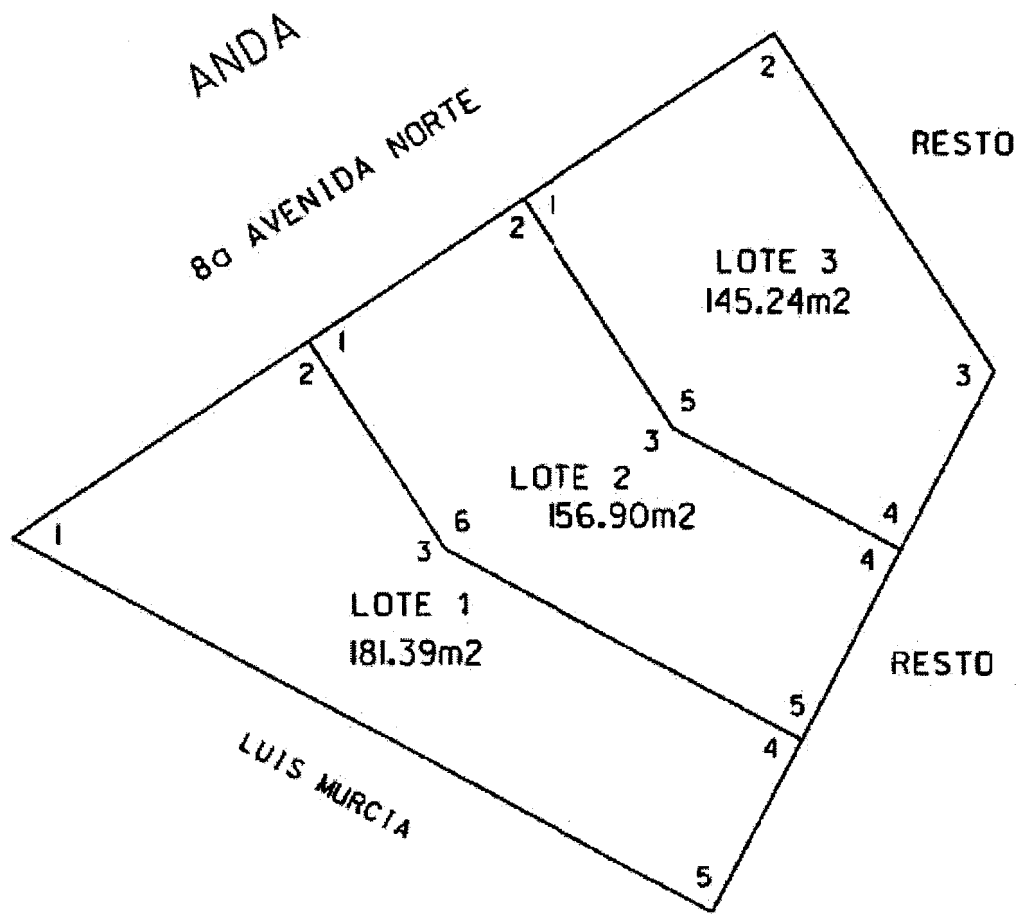 ANDA
8a AVENIDA NORTE
2
RESTO
1
2
LOTE 3
145.24m2
1
2
3
5
3
LOTE 2
156.90m2
4
4
6
3
1
LOTE 1
181.39m2
RESTO
5
4
LUIS MURCIA
5